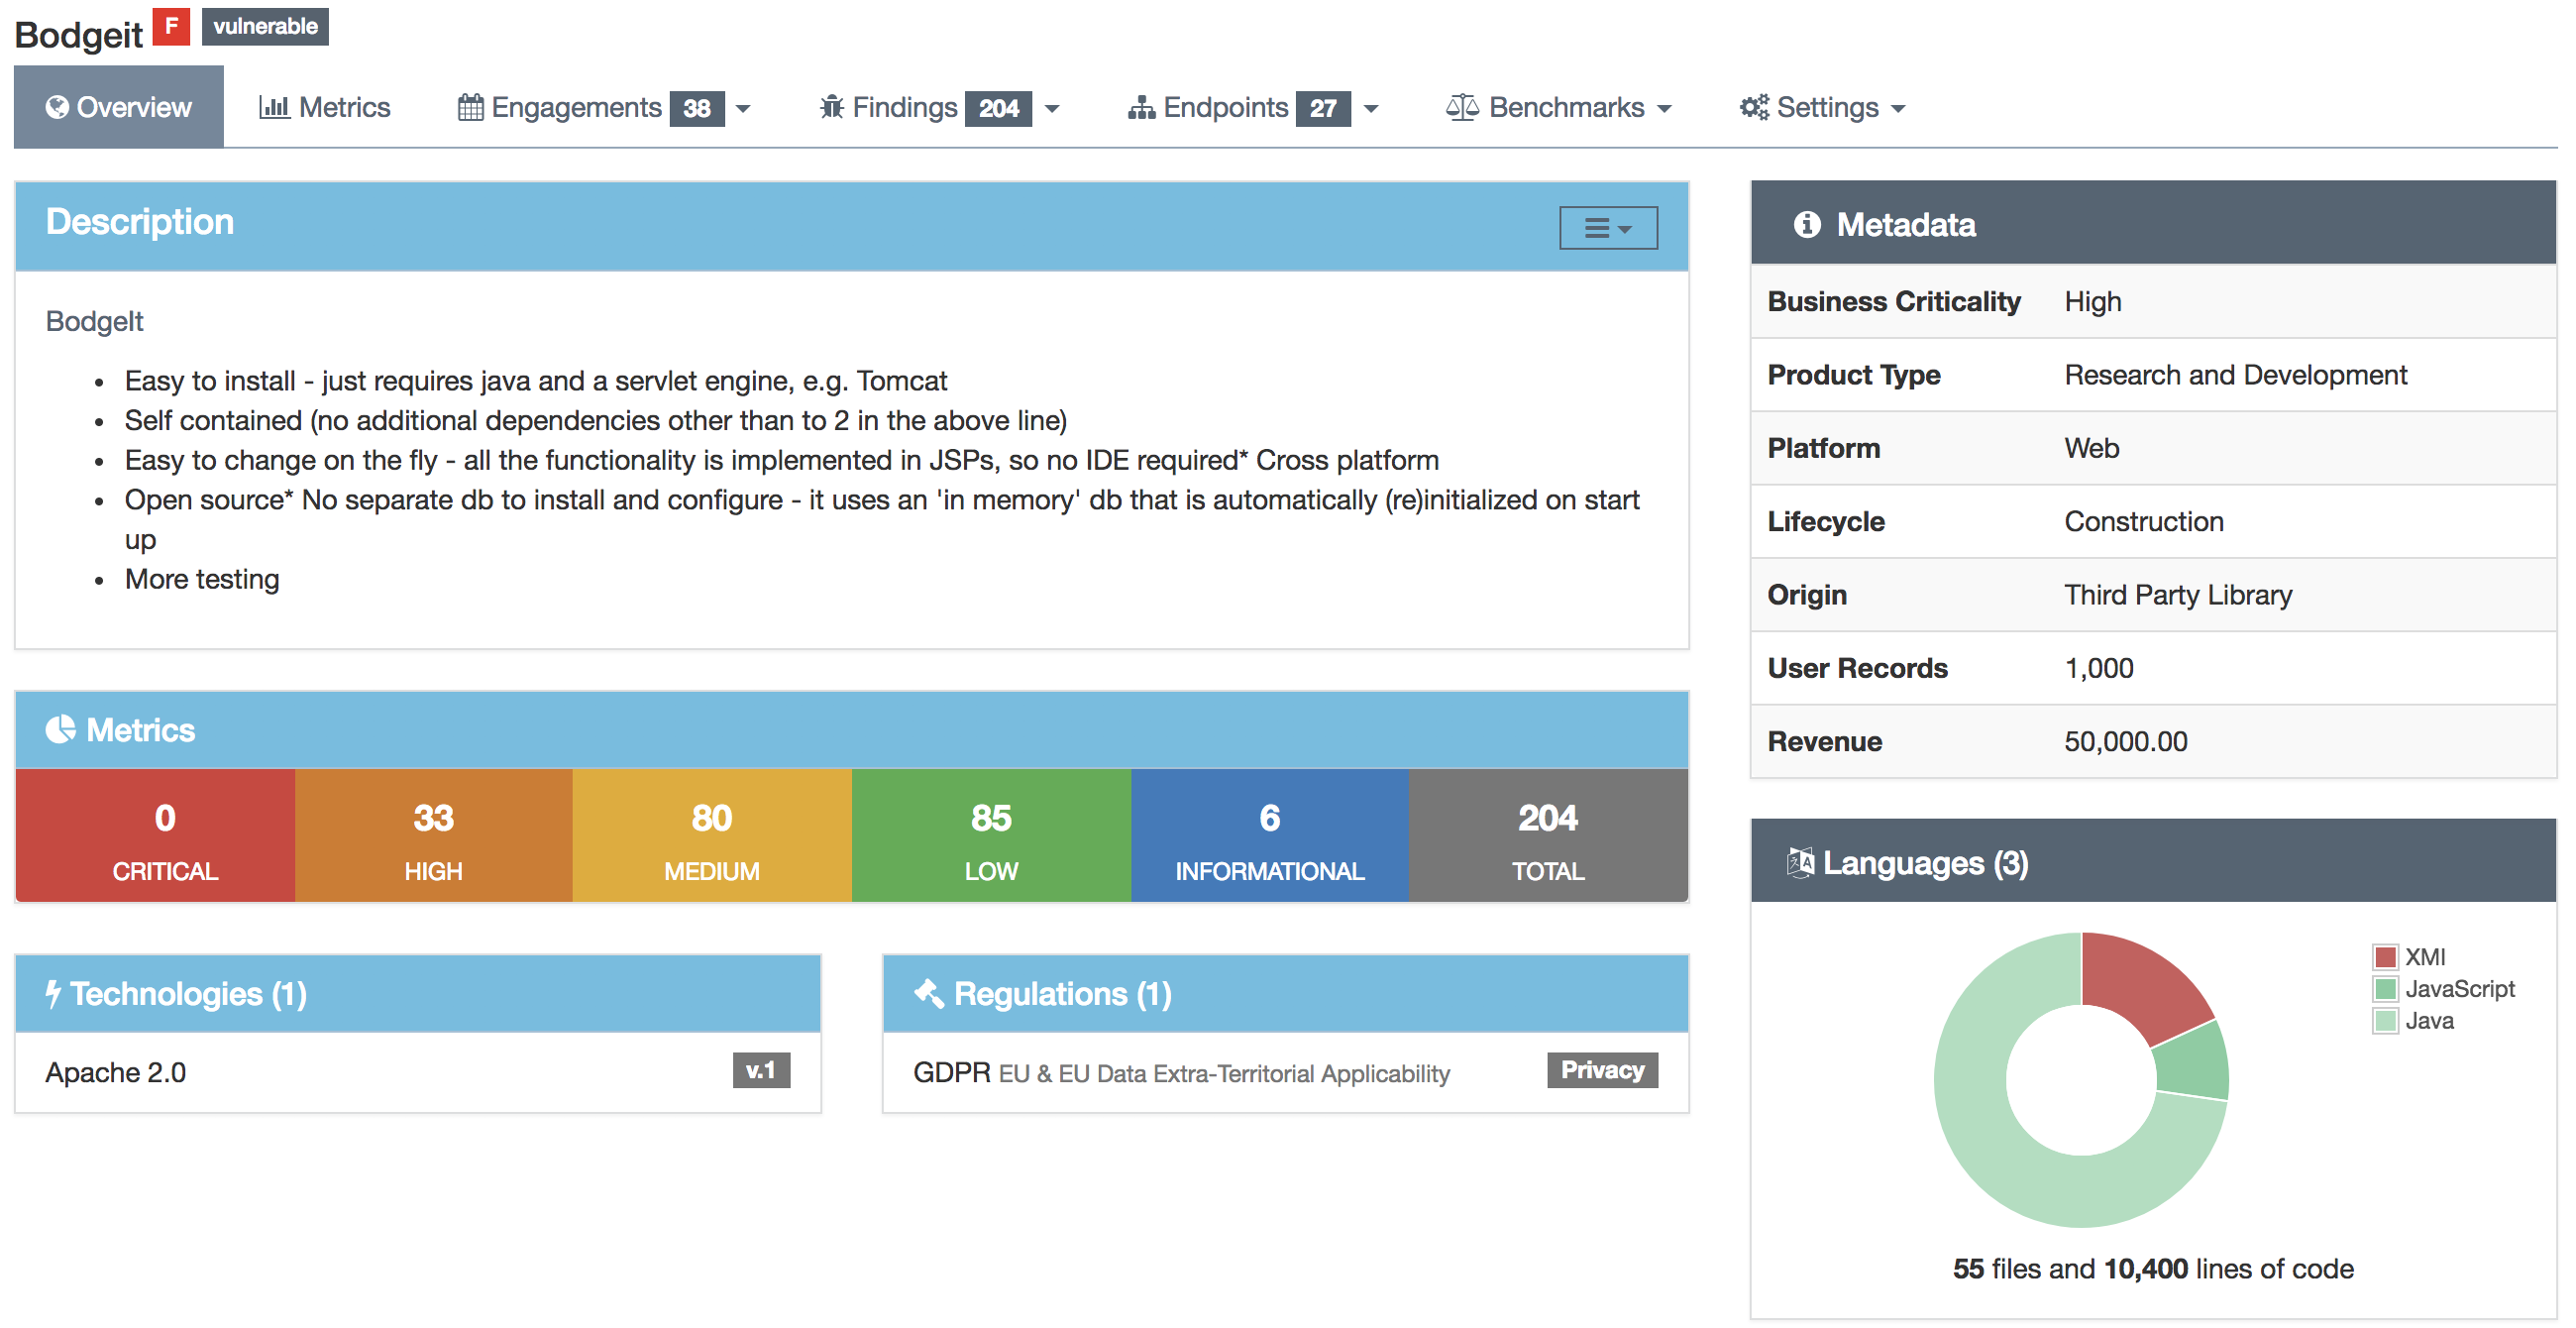 Bodgeit F vulnerable
Overview Metrics Engagements 38 Findings 204 Endpoints 27 Benchmarks Settings
Description
BodgeIt
Easy to install - just requires java and a servlet engine, e.g. Tomcat
Self contained (no additional dependencies other than to 2 in the above line)
Easy to change on the fly - all the functionality is implemented in JSPs, so no IDE required* Cross platform
Open source* No separate db to install and configure - it uses an 'in memory' db that is automatically (re)initialized on start
up
More testing
Metrics
0 33 80 85 6 204
CRITICAL HIGH MEDIUM LOW INFORMATIONAL TOTAL
Technologies (1)
Apache 2.0 v.1
Regulations (1)
GDPR EU & EU Data Extra-Territorial Applicability Privacy
Metadata
Business Criticality High
Product Type Research and Development
Platform Web
Lifecycle Construction
Origin Third Party Library
User Records 1,000
Revenue 50,000.00
Languages (3)
XMl
JavaScript
Java
55 files and 10,400 lines of code